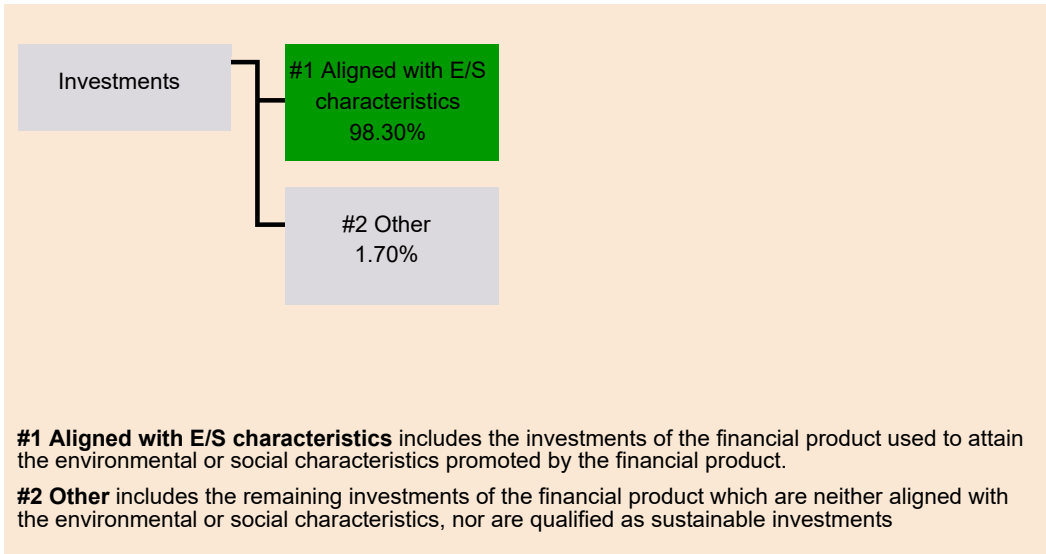 Investments
#1 Aligned with E/S
characteristics
98.30%
#2 Other
1.70%
#1 Aligned with E/S characteristics includes the investments of the financial product used to attain
the environmental or social characteristics promoted by the financial product.
#2 Other includes the remaining investments of the financial product which are neither aligned with
the environmental or social characteristics, nor are qualified as sustainable investments